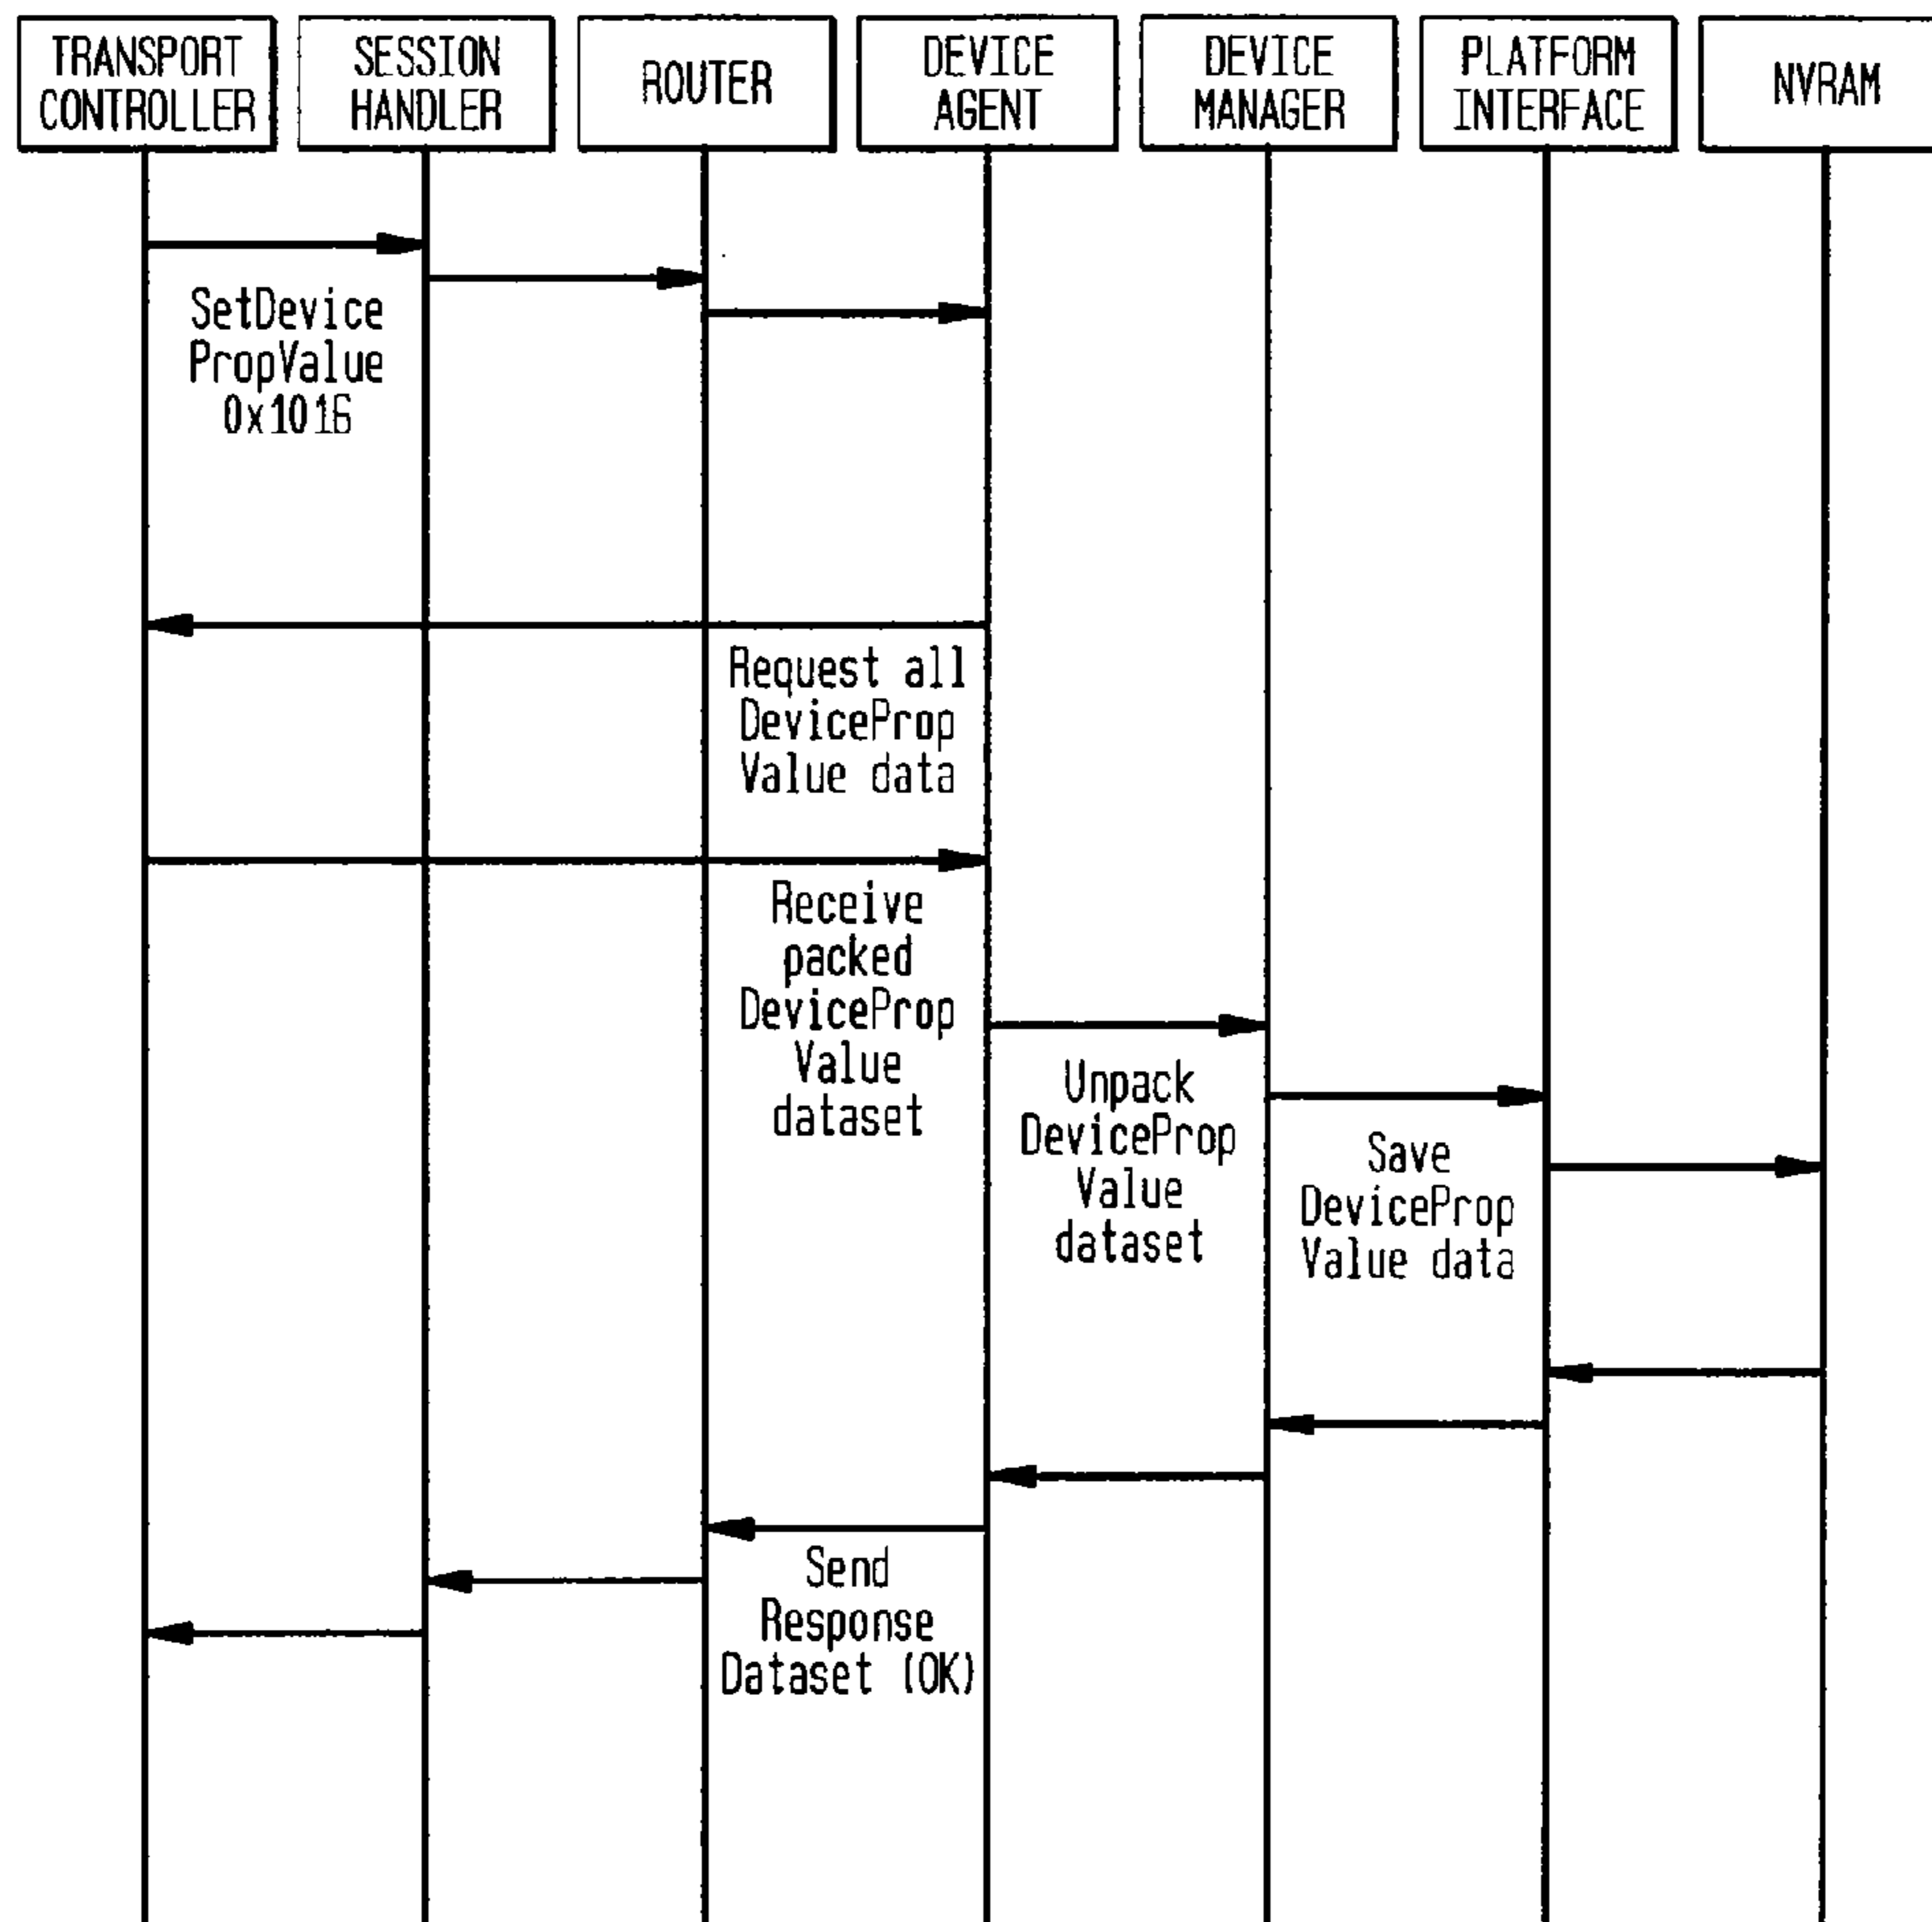 TRANSPORT
CONTROLLER
SESSION
HANDLER
ROUTER
DEVICE
AGENT
DEVICE
MANAGER
PLATFORM
INTERFACE
NVRAM
SetDevice
PropValue
0x1016
Request all
DeviceProp
Value data
Receive
packed
DeviceProp
Value
dataset
Unpack
DeviceProp
Value
dataset
Save
DeviceProp
Value data
Send
Response
Dataset (OK)